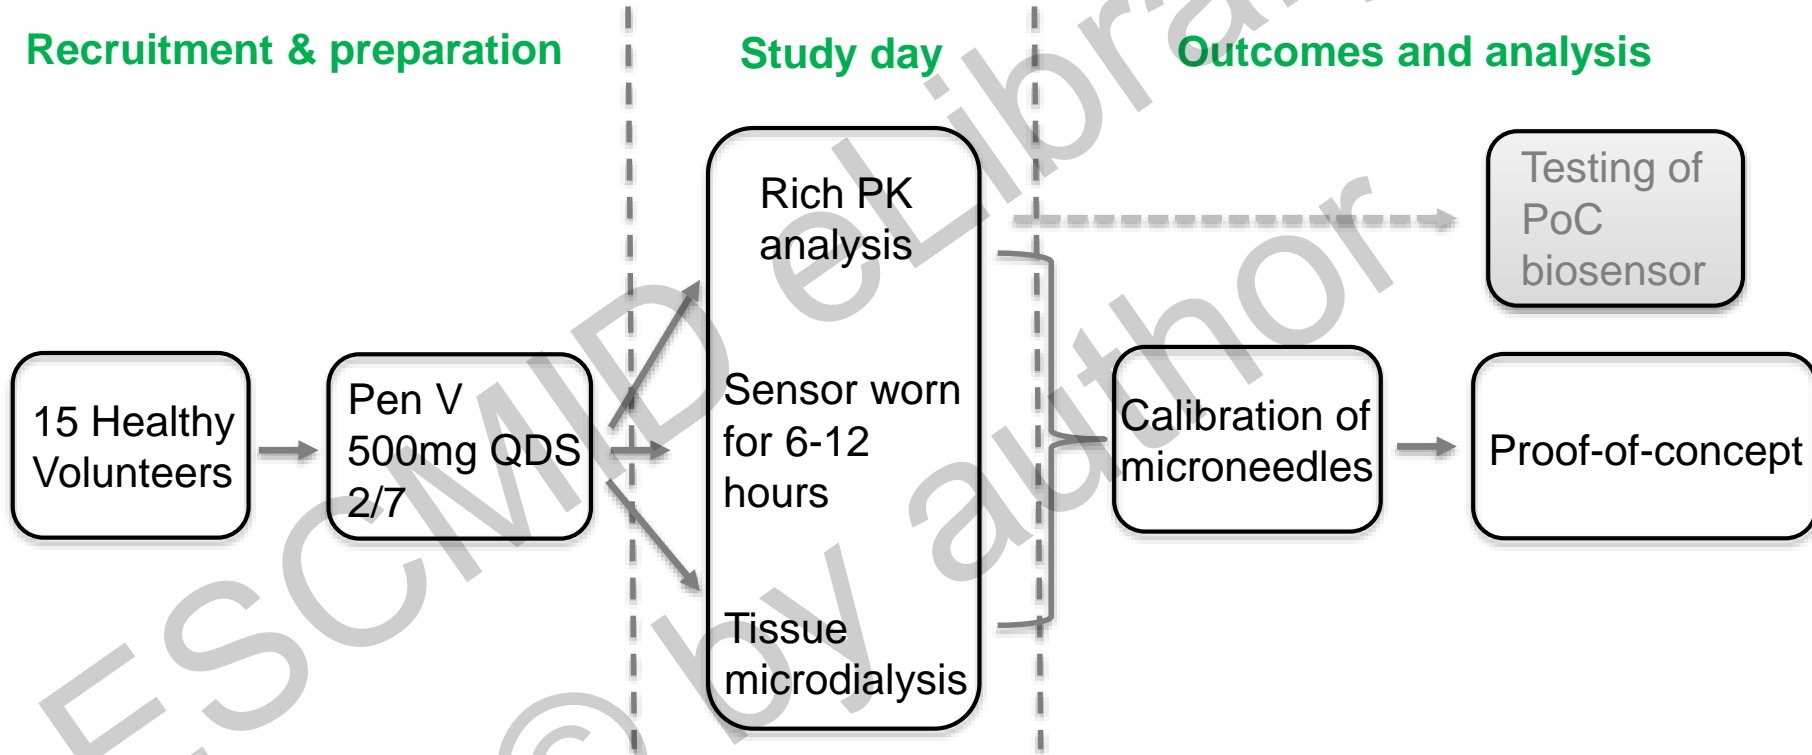 Recruitment & preparation
Study day
Outcomes and analysis
15 Healthy
Volunteers
Pen V
500mg QDS
2/7
Rich PK
analysis
Sensor worn
for 6-12
hours
Tissue
microdialysis
Testing of
PoC
biosensor
Calibration of
microneedles
Proof-of-concept
ESCMID eLibrary
© by author